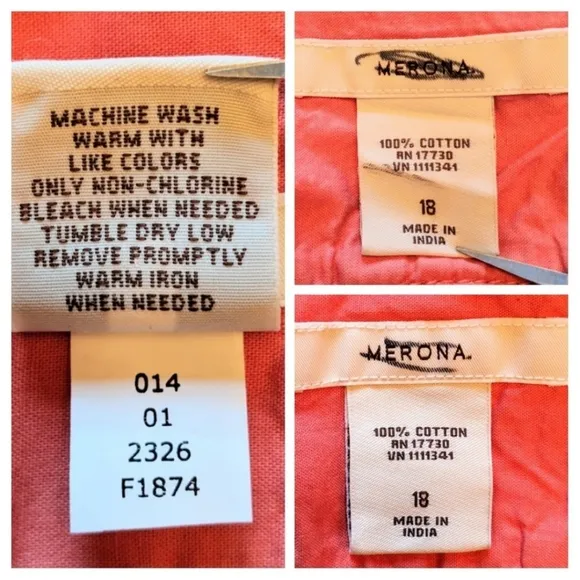 MACHINE WASH
WARM WITH
LIKE COLORS
ONLY NON-CHLORINE
BLEACH WHEN NEEDED
TUMBLE DRY LOW
REMOVE PROMPTLY
WARM IRON
WHEN NEEDED
014
01
2326
F1874
MERONA
100% COTTON
RN 17730
VN 1111341
18
MADE IN
INDIA
MERONA
100% COTTON
RN 17730
VN 1111341
18
MADE IN
INDIA